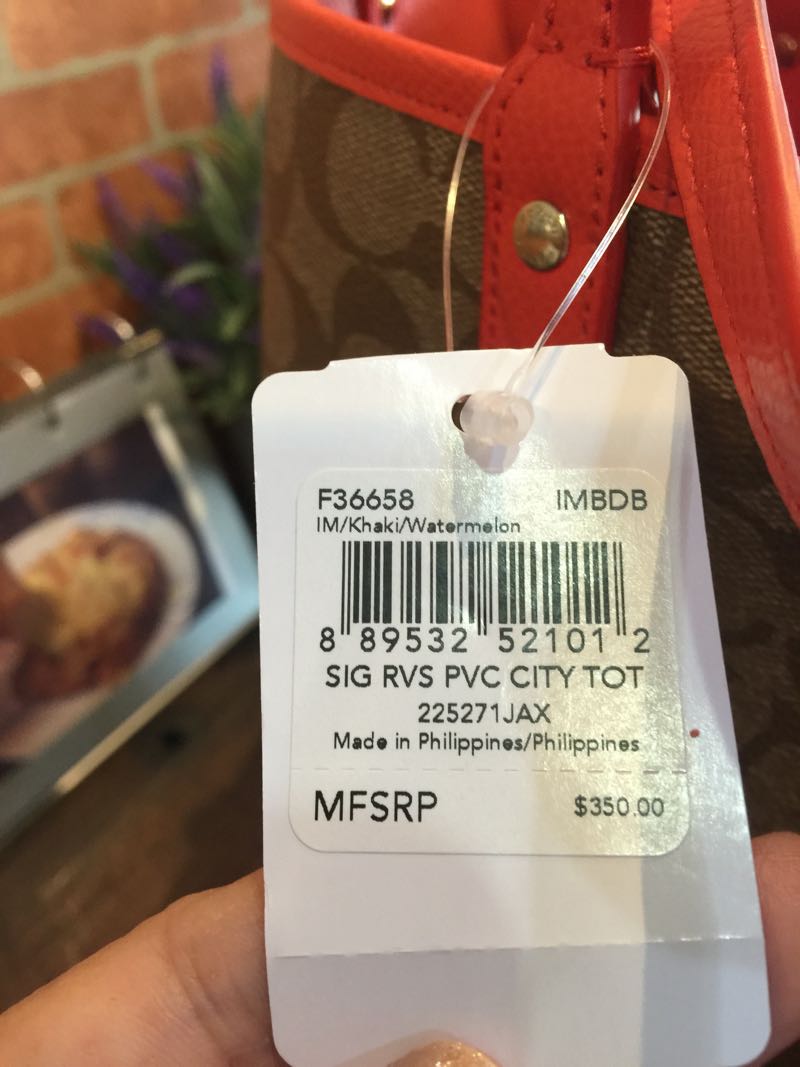 F36658 IMBDB
IM/Khaki/Watermelon
8 89532 52101 2
SIG RVS PVC CITY TOT
225271JAX
Made in Philippines/Philippines
MFSRP $350.00